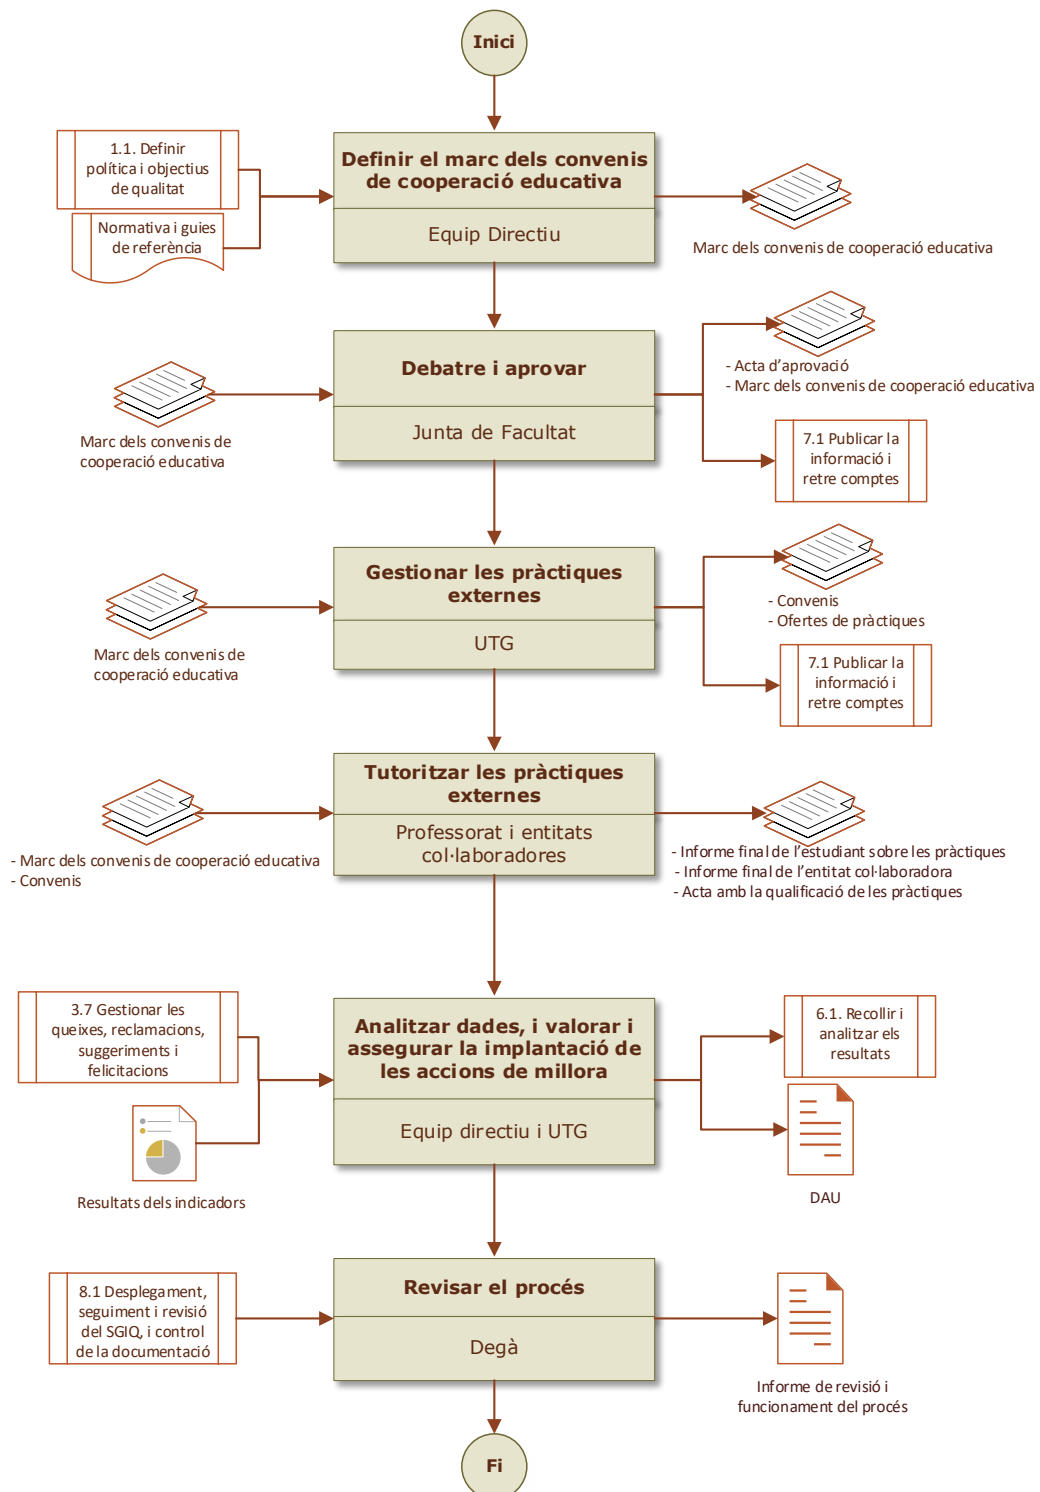 Inici
1.1. Definir
política i objectius
de qualitat
Normativa i guies
de referència
Definir el marc dels convenis
de cooperació educativa
Equip Directiu
Marc dels convenis de cooperació educativa
Marc dels convenis de
cooperació educativa
Debatre i aprovar
Junta de Facultat
- Acta d’aprovació
- Marc dels convenis de cooperació educativa
7.1 Publicar la
informació i
retre comptes
Marc dels convenis de
cooperació educativa
Gestionar les pràctiques
externes
UTG
- Convenis
- Ofertes de pràctiques
7.1 Publicar la
informació i
retre comptes
- Marc dels convenis de cooperació educativa
- Convenis
Tutoritzar les pràctiques
externes
Professorat i entitats
col·laboradores
- Informe final de l’estudiant sobre les pràctiques
- Informe final de l’entitat col·laboradora
- Acta amb la qualificació de les pràctiques
3.7 Gestionar les
queixes, reclamacions,
suggeriments i
felicitacions
Resultats dels indicadors
Analitzar dades, i valorar i
assegurar la implantació de
les accions de millora
Equip directiu i UTG
6.1. Recollir i
analitzar els
resultats
DAU
8.1 Desplegament,
seguiment i revisió
del SGIQ, i control
de la documentació
Revisar el procés
Degà
Informe de revisió i
funcionament del procés
Fi